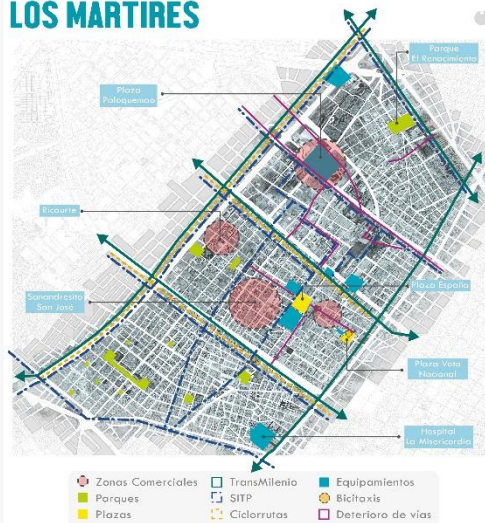 LOS MARTIRES
Parque
El Renacimiento
Plaza
Paloquemao
Ricaurte
Sanandresito
San José
Plaza España
Plaza Voto
Nacional
Hospital
La Misericordia
Zonas Comerciales
TransMilenio
Equipamientos
Parques
SITP
Bicitaxis
Plazas
Ciclorrutas
Deterioro de vias